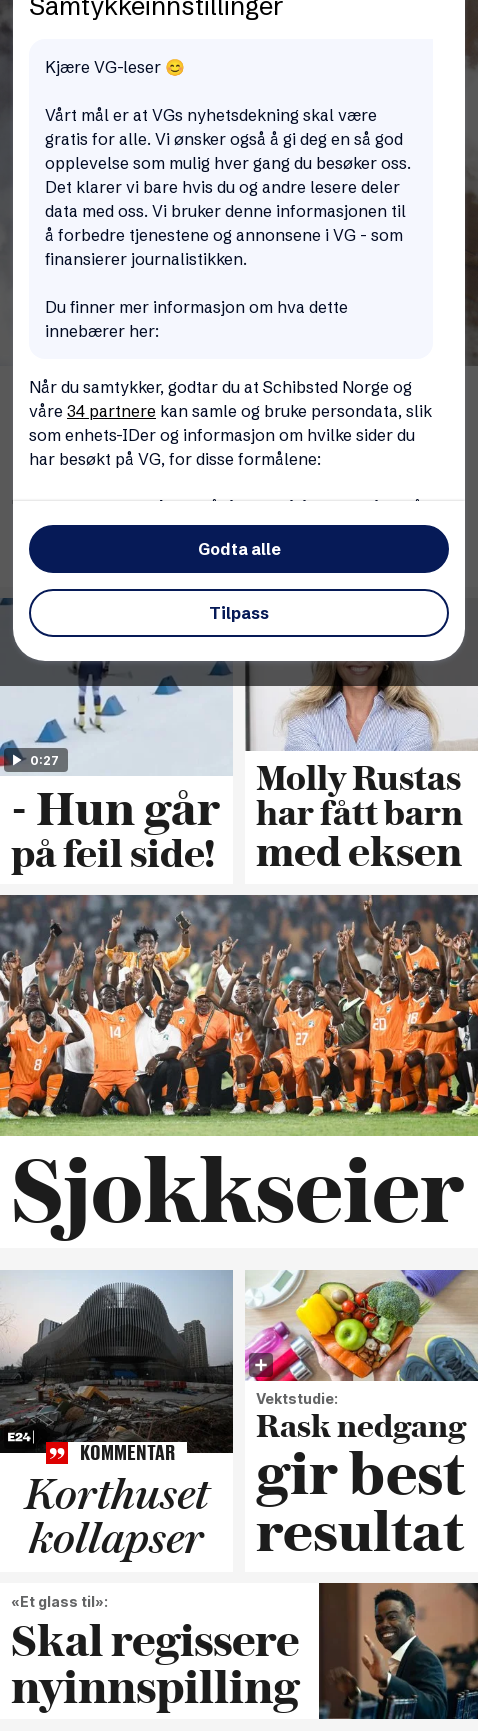 Samtykkeinnstillinger
Kjære VG-leser 😊
Vårt mål er at VGs nyhetsdekning skal være
gratis for alle. Vi ønsker også å gi deg en så god
opplevelse som mulig hver gang du besøker oss.
Det klarer vi bare hvis du og andre lesere deler
data med oss. Vi bruker denne informasjonen til
å forbedre tjenestene og annonsene i VG - som
finansierer journalistikken.
Du finner mer informasjon om hva dette
innebærer her:
Når du samtykker, godtar du at Schibsted Norge og
våre 34 partnere kan samle og bruke persondata, slik
som enhets-IDer og informasjon om hvilke sider du
har besøkt på VG, for disse formålene:
Godta alle
Tilpass
0:27
- Hun går
på feil side!
Molly Rustas
har fått barn
med eksen
8
14
27
20
18
Sjokkseier
E24
KOMMENTAR
Korthuset
kollapser
Vektstudie:
Rask nedgang
gir best
resultat
«Et glass til»:
Skal regissere
nyinnspilling